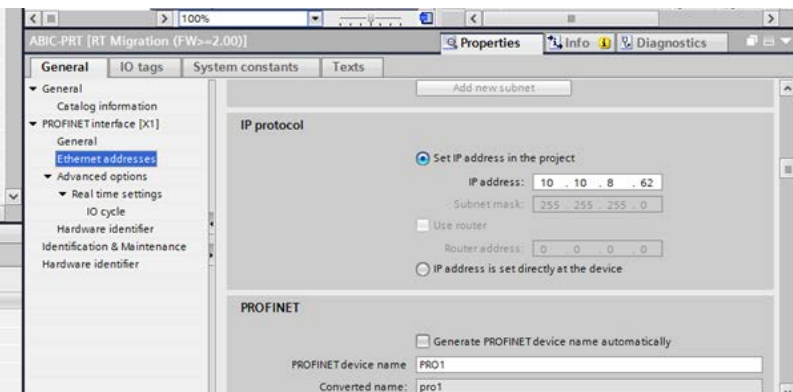 100%
ABIC-PRT [RT Migration (FW>=2.00)]
Properties
Info
Diagnostics
General
IO tags
System constants
Texts
General
Catalog information
PROFINET interface [X1]
General
Ethernet addresses
Advanced options
Real time settings
IO cycle
Hardware identifier
Identification & Maintenance
Hardware identifier
Add new subnet
IP protocol
Set IP address in the project
IP address: 10 . 10 . 8 . 62
Subnet mask: 255 . 255 . 255 . 0
Use router
Router address: 0 . 0 . 0 . 0
IP address is set directly at the device
PROFINET
Generate PROFINET device name automatically
PROFINET device name PRO1
Converted name: pro1